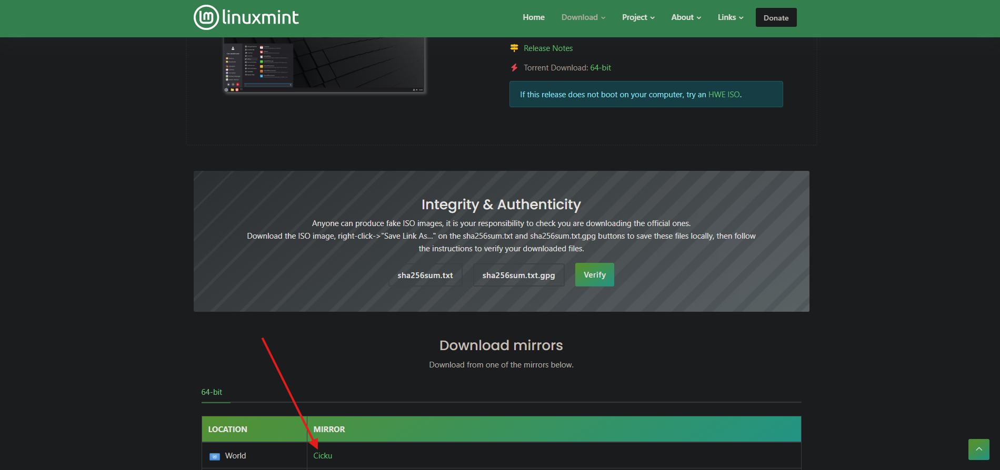 linuxmint
Home Download Project About Links Donate
Release Notes
Torrent Download: 64-bit
If this release does not boot on your computer, try an HWE ISO.
Integrity & Authenticity
Anyone can produce fake ISO images, it is your responsibility to check you are downloading the official ones.
Download the ISO image, right-click->"Save Link As..." on the sha256sum.txt and sha256sum.txt.gpg buttons to save these files locally, then follow
the instructions to verify your downloaded files.
sha256sum.txt sha256sum.txt.gpg Verify
Download mirrors
Download from one of the mirrors below.
64-bit
LOCATION MIRROR
World Cicku